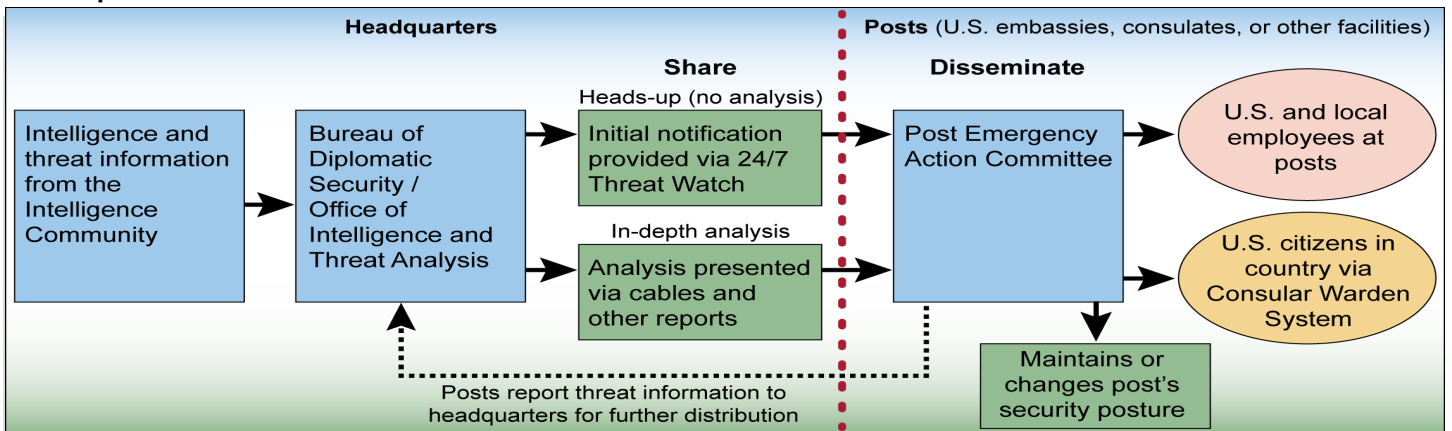 Headquarters
Posts (U.S. embassies, consulates, or other facilities)
Share
Disseminate
Intelligence and
threat information
from the
Intelligence
Community
Bureau of
Diplomatic
Security /
Office of
Intelligence and
Threat Analysis
Heads-up (no analysis)
Initial notification
provided via 24/7
Threat Watch
In-depth analysis
Analysis presented
via cables and
other reports
Post Emergency
Action Committee
U.S. and local
employees at
posts
U.S. citizens in
country via
Consular Warden
System
Maintains or
changes post's
security posture
Posts report threat information to
headquarters for further distribution